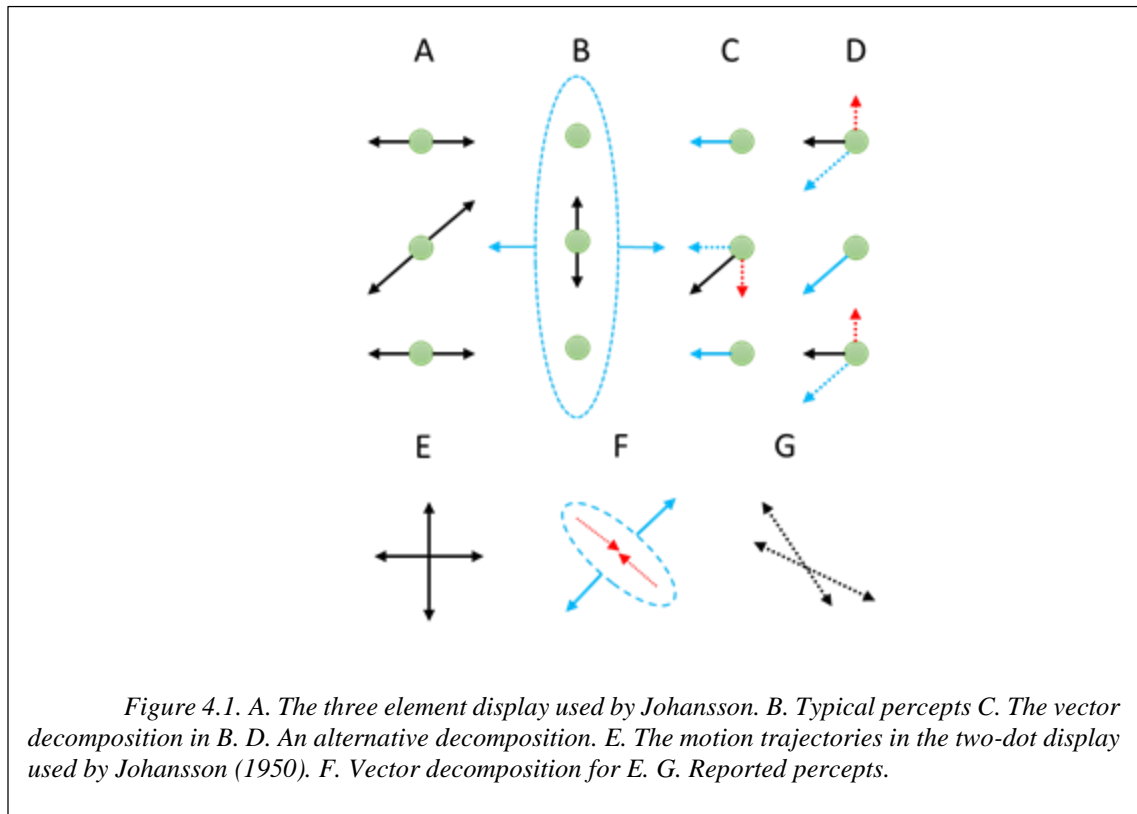 A B C D
E F G
Figure 4.1. A. The three element display used by Johansson. B. Typical percepts C. The vector
decomposition in B. D. An alternative decomposition. E. The motion trajectories in the two-dot display
used by Johansson (1950). F. Vector decomposition for E. G. Reported percepts.